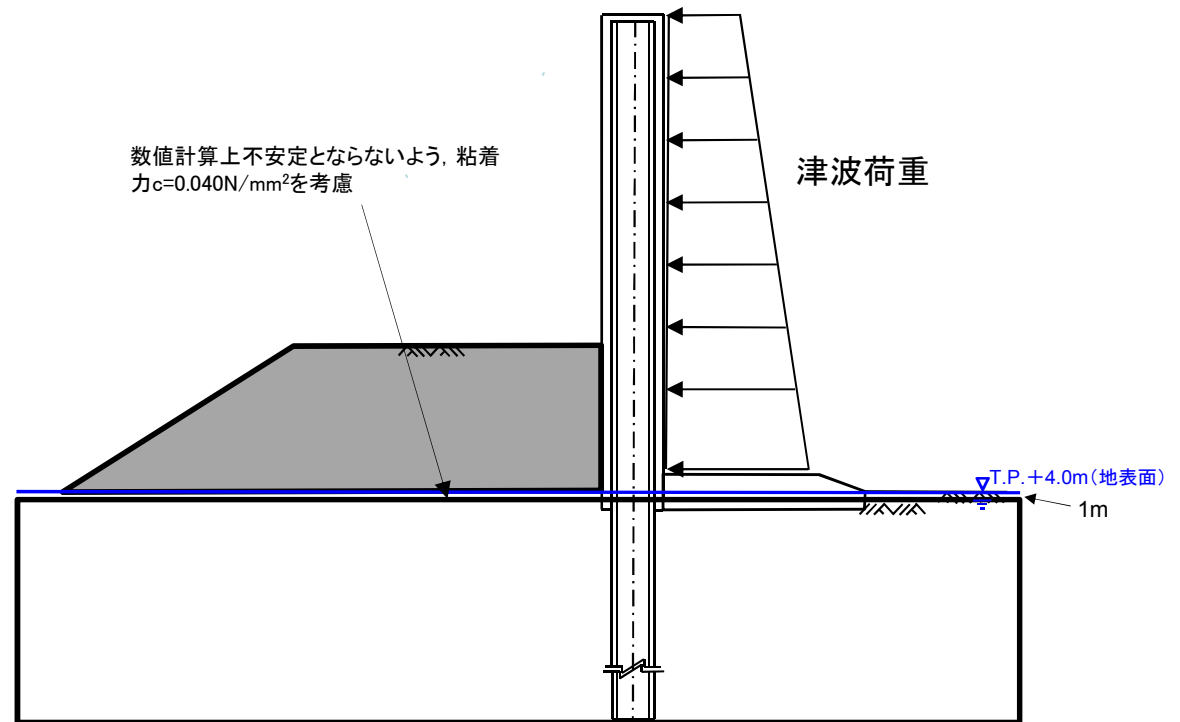 数値計算上不安定とならないよう，粘着
力c=0.040N/mm²を考慮
津波荷重
T.P.＋4.0m（地表面）
1m